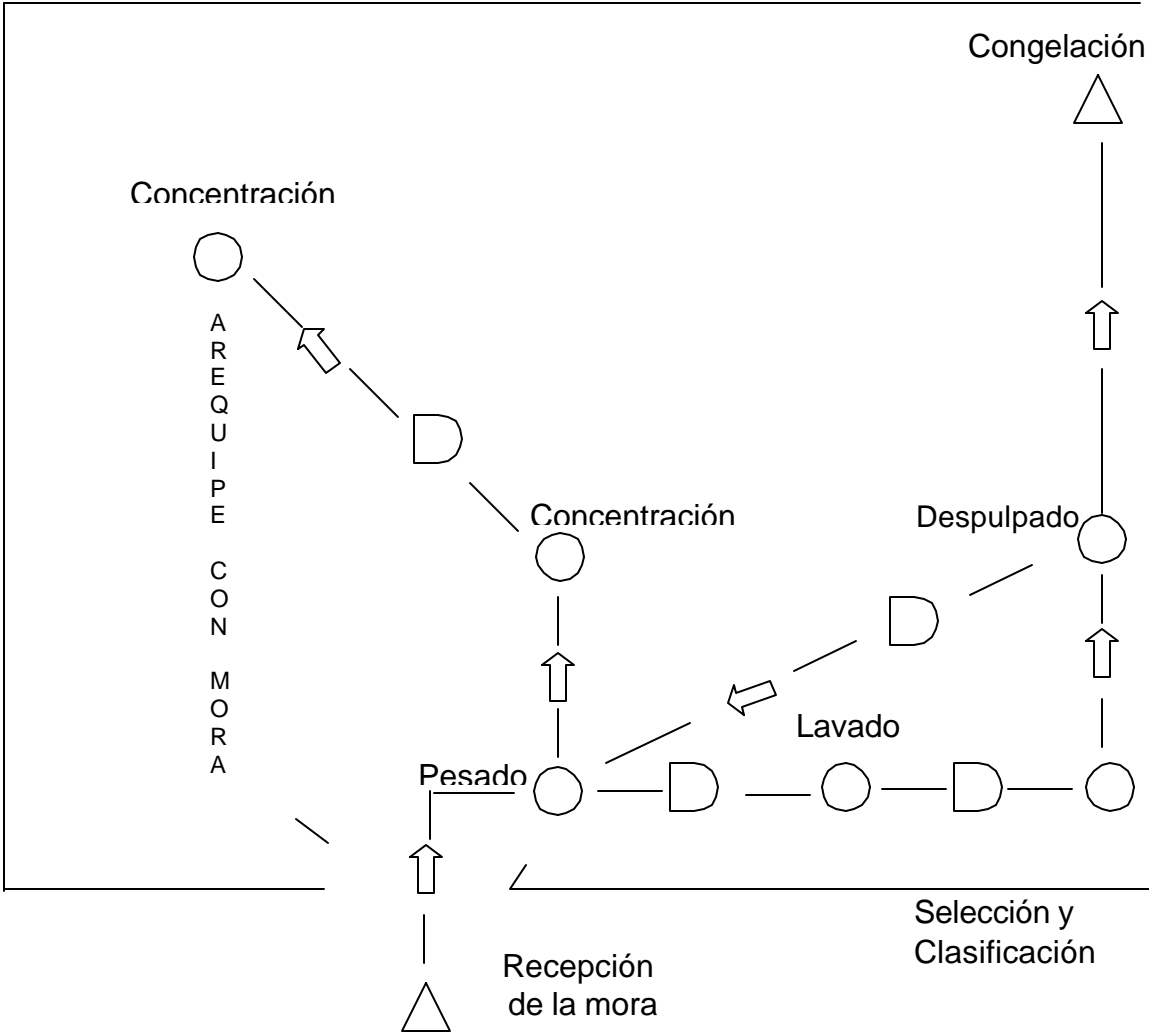 Congelación
Concentración
A
R
E
Q
U
I
P
E
C
O
N
M
O
R
A
Concentración
Despulpado
Lavado
Pesado
Selección y
Clasificación
Recepción
de la mora